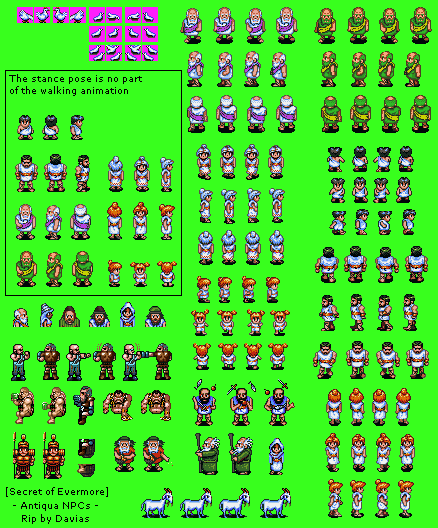 The stance pose is no part
of the walking animation
[Secret of Evermore]
- Antiqua NPCs -
Rip by Davias